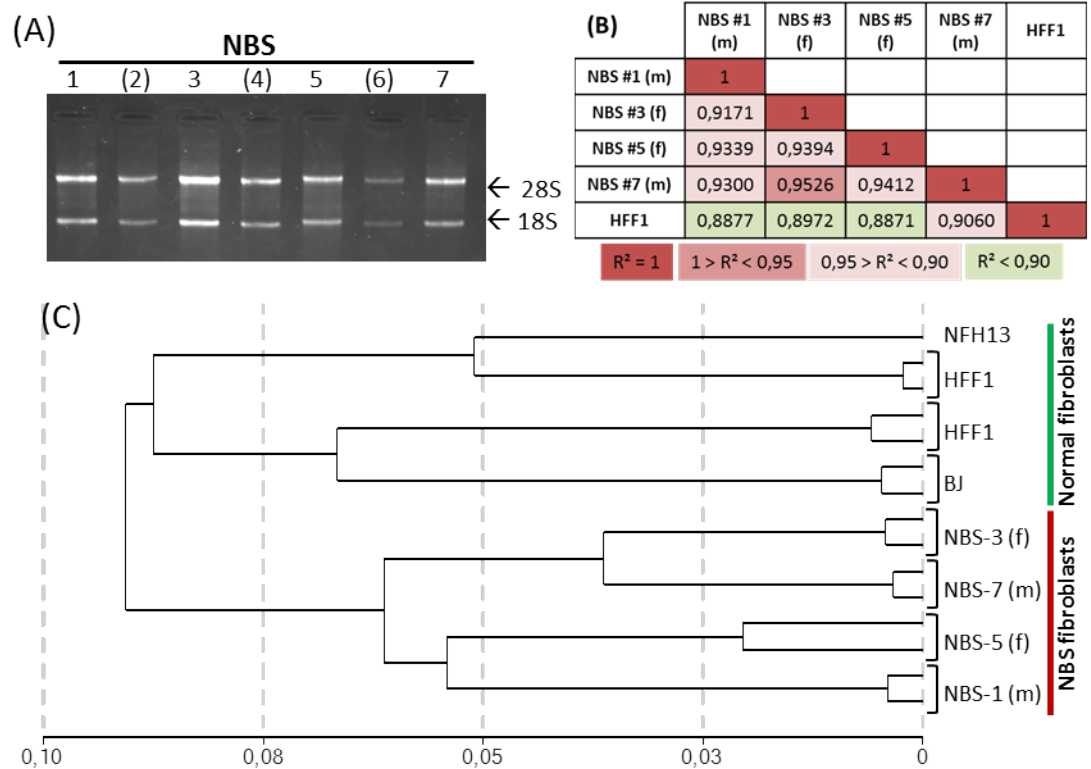 (A)
NBS
1 (2) 3 (4) 5 (6) 7
← 28S
← 18S
(B)
NBS #1 (m) NBS #3 (f) NBS #5 (f) NBS #7 (m) HFF1
NBS #1 (m) 1
NBS #3 (f) 0,9171 1
NBS #5 (f) 0,9339 0,9394 1
NBS #7 (m) 0,9300 0,9526 0,9412 1
HFF1 0,8877 0,8972 0,8871 0,9060 1
R² = 1 1 > R² < 0,95 0,95 > R² < 0,90 R² < 0,90
(C)
NFH13
HFF1
HFF1
BJ
NBS-3 (f)
NBS-7 (m)
NBS-5 (f)
NBS-1 (m)
Normal fibroblasts
NBS fibroblasts
0,10 0,08 0,05 0,03 0